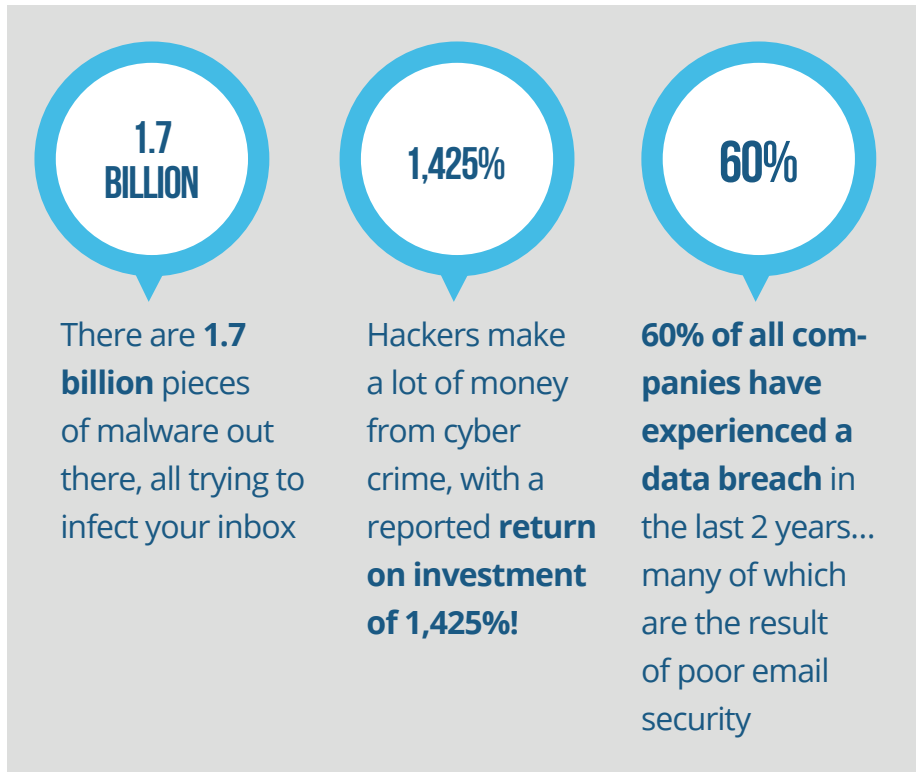 1.7
BILLION
There are 1.7
billion pieces
of malware out
there, all trying to
infect your inbox
1,425%
Hackers make
a lot of money
from cyber
crime, with a
reported return
on investment
of 1,425%!
60%
60% of all com-
panies have
experienced a
data breach in
the last 2 years...
many of which
are the result
of poor email
security